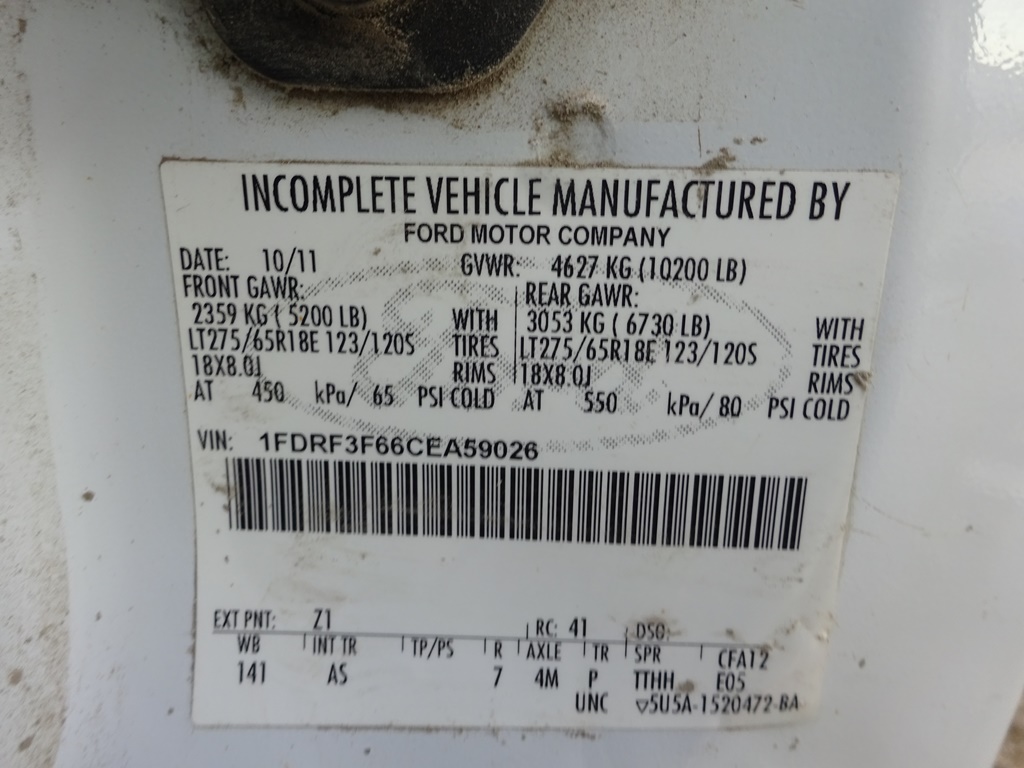 INCOMPLETE VEHICLE MANUFACTURED BY
FORD MOTOR COMPANY
DATE: 10/11 GVWR: 4627 KG (10200 LB)
FRONT GAWR: REAR GAWR:
2359 KG ( 5200 LB) WITH 3053 KG ( 6730 LB) WITH
LT275/65R18E 123/120S TIRES LT275/65R18E 123/120S TIRES
18X8.0J RIMS 18X8.0J RIMS
AT 450 kPa/ 65 PSI COLD AT 550 kPa/ 80 PSI COLD
VIN: 1FDRF3F66CEA59026
EXT PNT: Z1 RC: 41 DSO:
WB INT TR TP/PS R AXLE TR SPR CFA12
141 AS 7 4M P TTHH E05
UNC ▽5U5A-1520472-BA